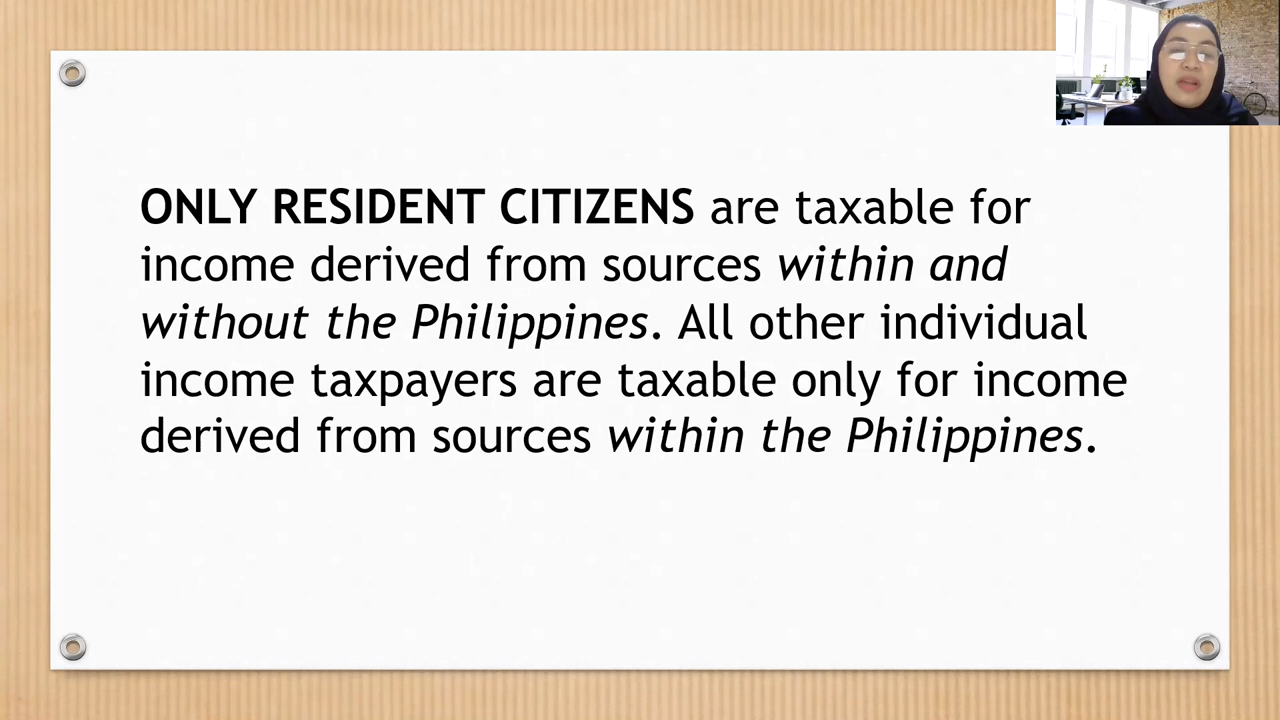 ONLY RESIDENT CITIZENS are taxable for
income derived from sources within and
without the Philippines. All other individual
income taxpayers are taxable only for income
derived from sources within the Philippines.